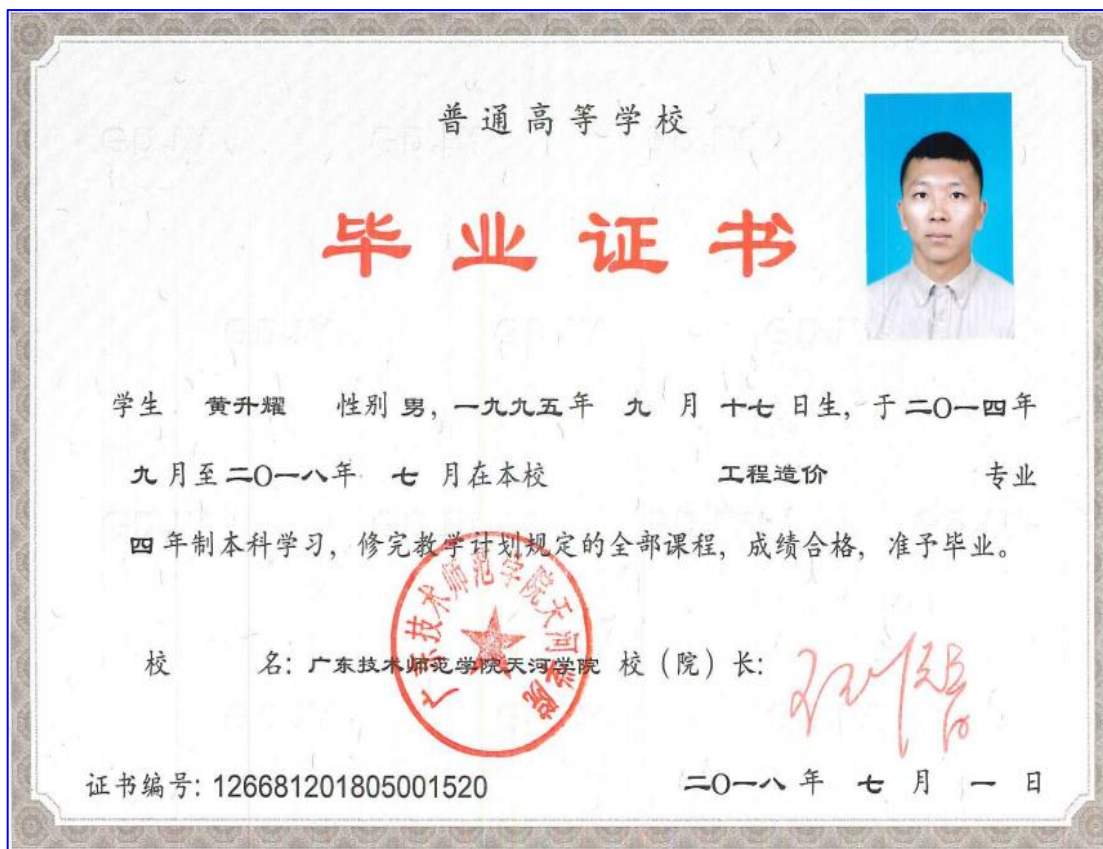 普通高等学校
毕业证书
学生 黄升耀 性别 男, 一九九五年 九 月 十七 日生, 于 二〇一四年
九 月至 二〇一八年 七 月在本校 工程造价 专业
四 年制本科学习, 修完教学计划规定的全部课程, 成绩合格, 准予毕业。
广东技术师范学院天河学院
校 名: 广东技术师范学院天河学院 校 (院) 长:
证书编号: 126681201805001520 二〇一八 年 七 月 一 日